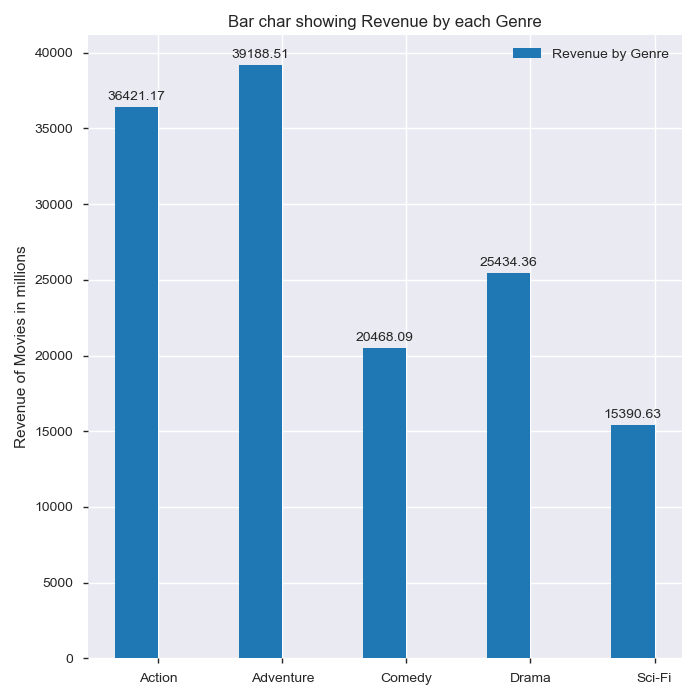 Bar char showing Revenue by each Genre
Revenue by Genre
Revenue of Movies in millions
40000
35000
30000
25000
20000
15000
10000
5000
0
36421.17
39188.51
20468.09
25434.36
15390.63
Action
Adventure
Comedy
Drama
Sci-Fi